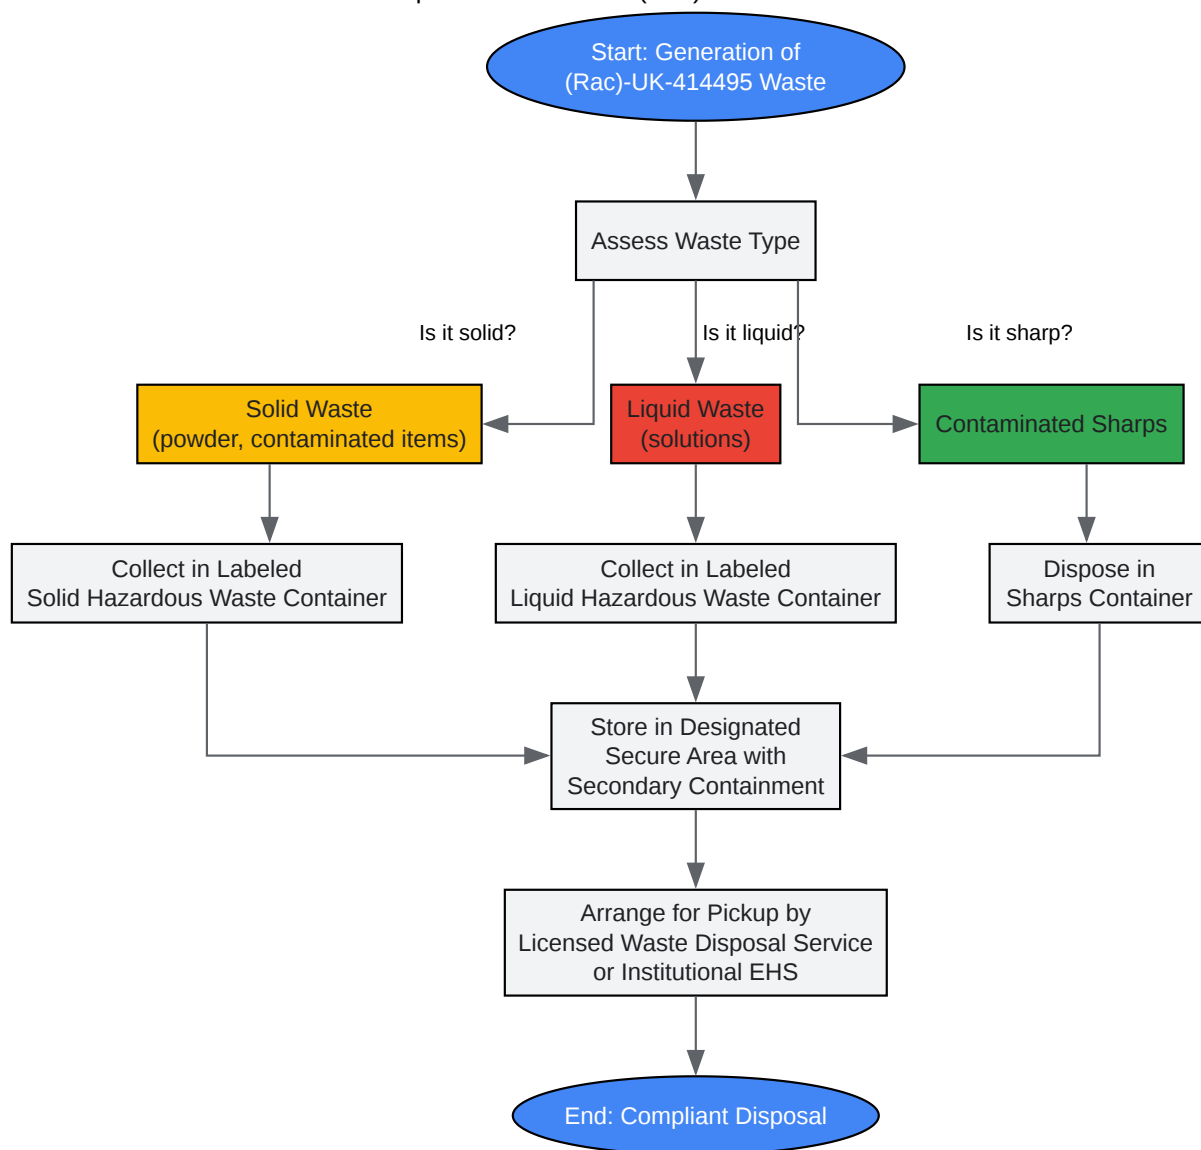 Start: Generation of
(Rac)-UK-414495 Waste
Assess Waste Type
Is it solid?
Is it liquid?
Is it sharp?
Solid Waste
(powder, contaminated items)
Liquid Waste
(solutions)
Contaminated Sharps
Collect in Labeled
Solid Hazardous Waste Container
Collect in Labeled
Liquid Hazardous Waste Container
Dispose in
Sharps Container
Store in Designated
Secure Area with
Secondary Containment
Arrange for Pickup by
Licensed Waste Disposal Service
or Institutional EHS
End: Compliant Disposal